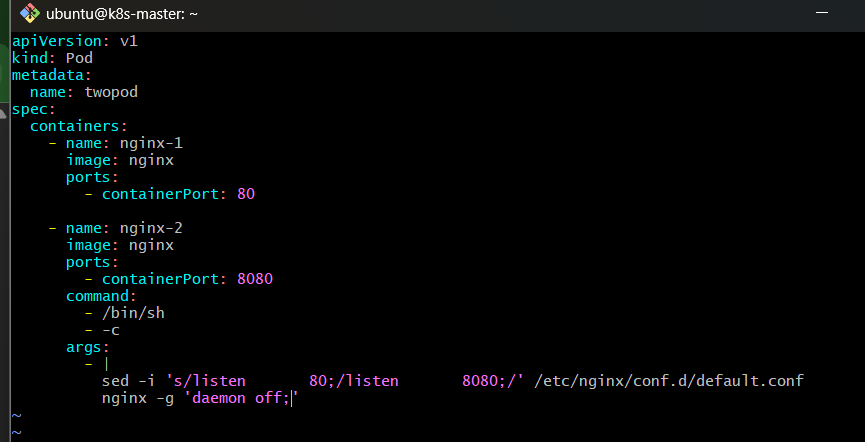 ubuntu@k8s-master: ~
apiVersion: v1
kind: Pod
metadata:
  name: twopod
spec:
  containers:
    - name: nginx-1
      image: nginx
      ports:
        - containerPort: 80

    - name: nginx-2
      image: nginx
      ports:
        - containerPort: 8080
      command:
        - /bin/sh
        - -c
      args:
        - |
          sed -i 's/listen       80;/listen       8080;/' /etc/nginx/conf.d/default.conf
          nginx -g 'daemon off;'
~
~